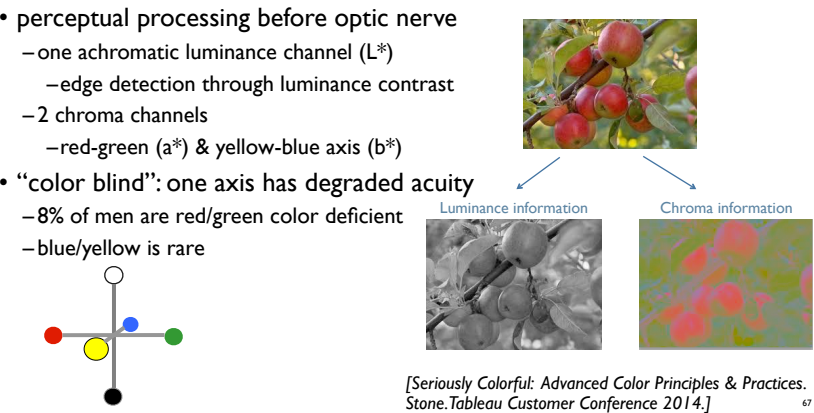 • perceptual processing before optic nerve
–one achromatic luminance channel (L*)
–edge detection through luminance contrast
–2 chroma channels
–red-green (a*) & yellow-blue axis (b*)
• “color blind”: one axis has degraded acuity
–8% of men are red/green color deficient
–blue/yellow is rare
Luminance information
Chroma information
[Seriously Colorful: Advanced Color Principles & Practices.
Stone.Tableau Customer Conference 2014.]
67